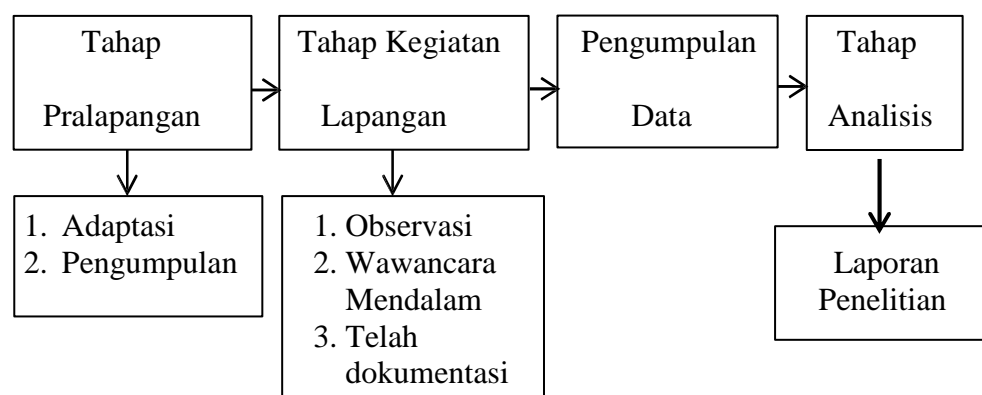 Tahap
Pralapangan
Tahap Kegiatan
Lapangan
Pengumpulan
Data
Tahap
Analisis
1. Adaptasi
2. Pengumpulan
1. Observasi
2. Wawancara
Mendalam
3. Telah
dokumentasi
Laporan
Penelitian